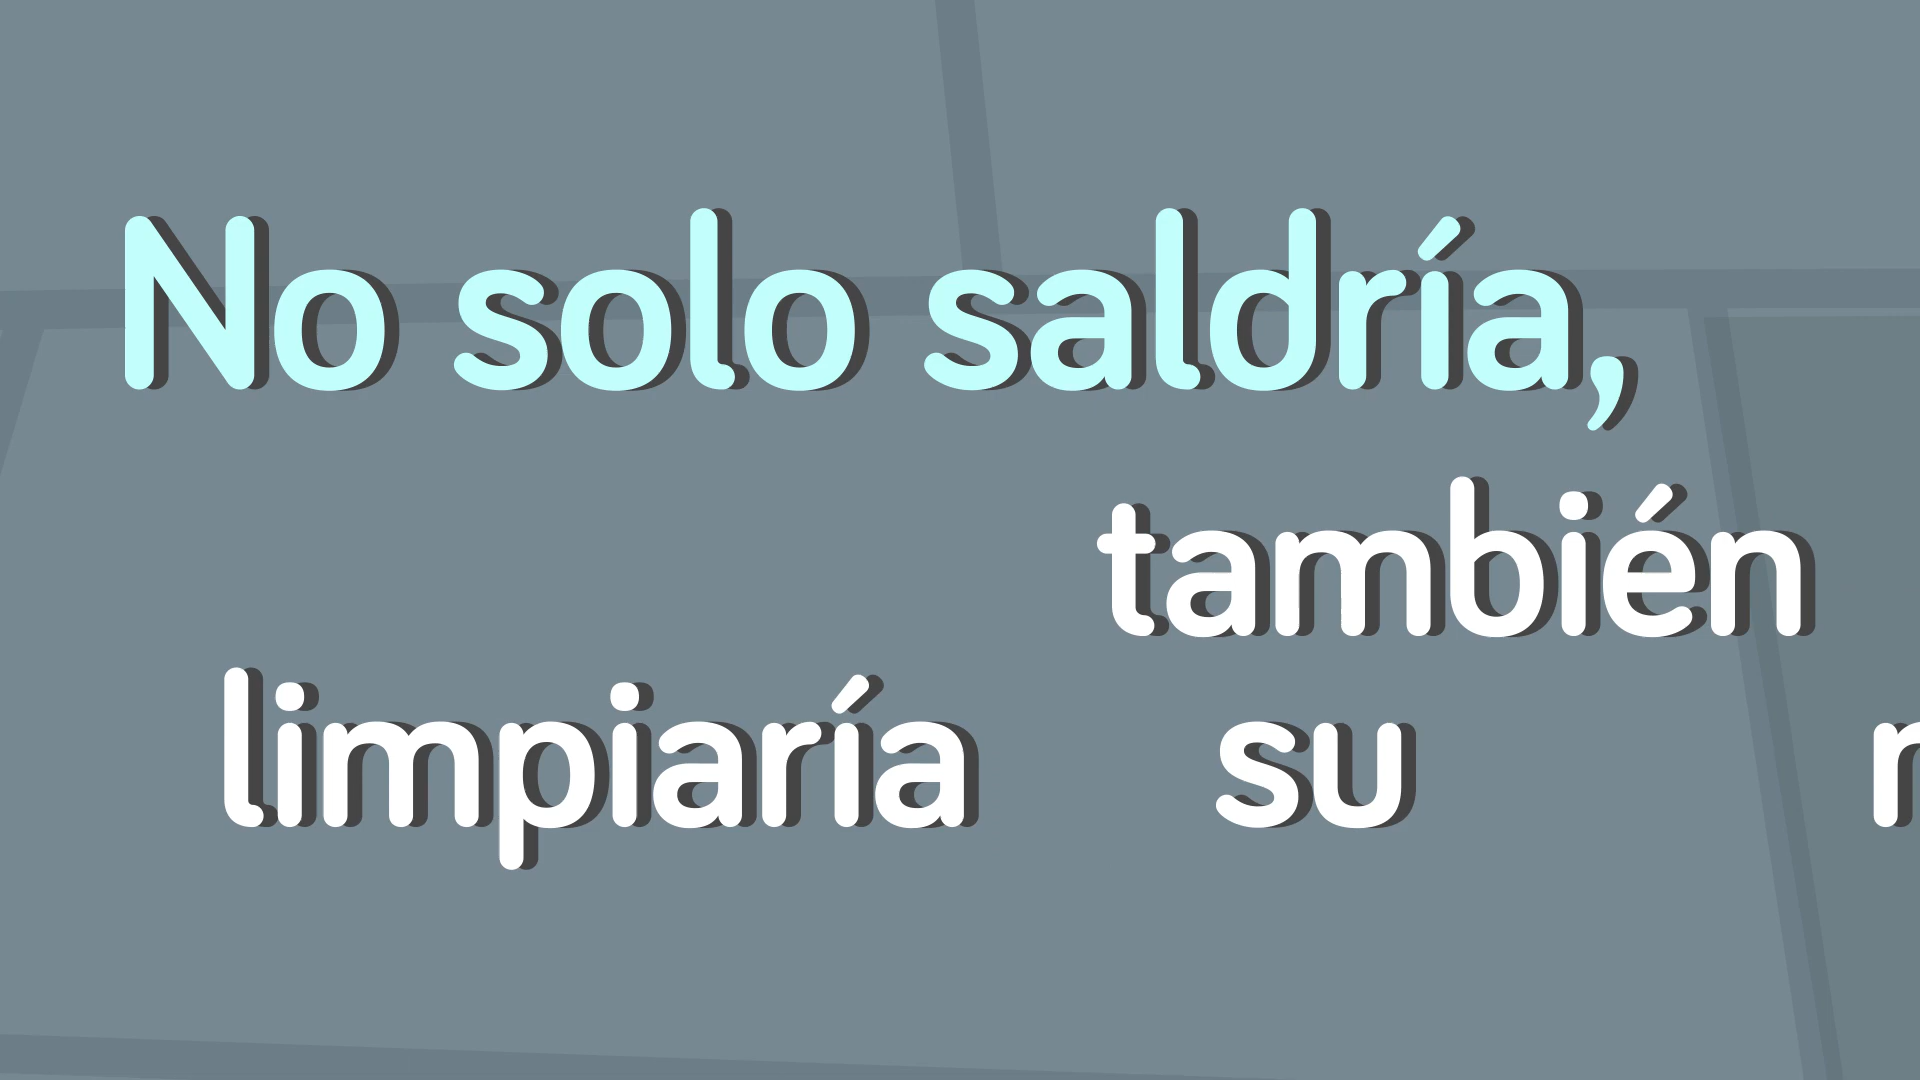 No solo saldría,
también
limpiaría su